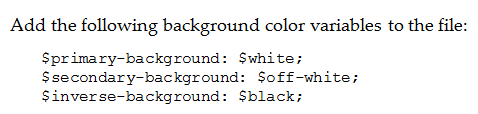 Add the following background color variables to the file:
$primary-background: $white;
$secondary-background: $off-white;
$inverse-background: $black;